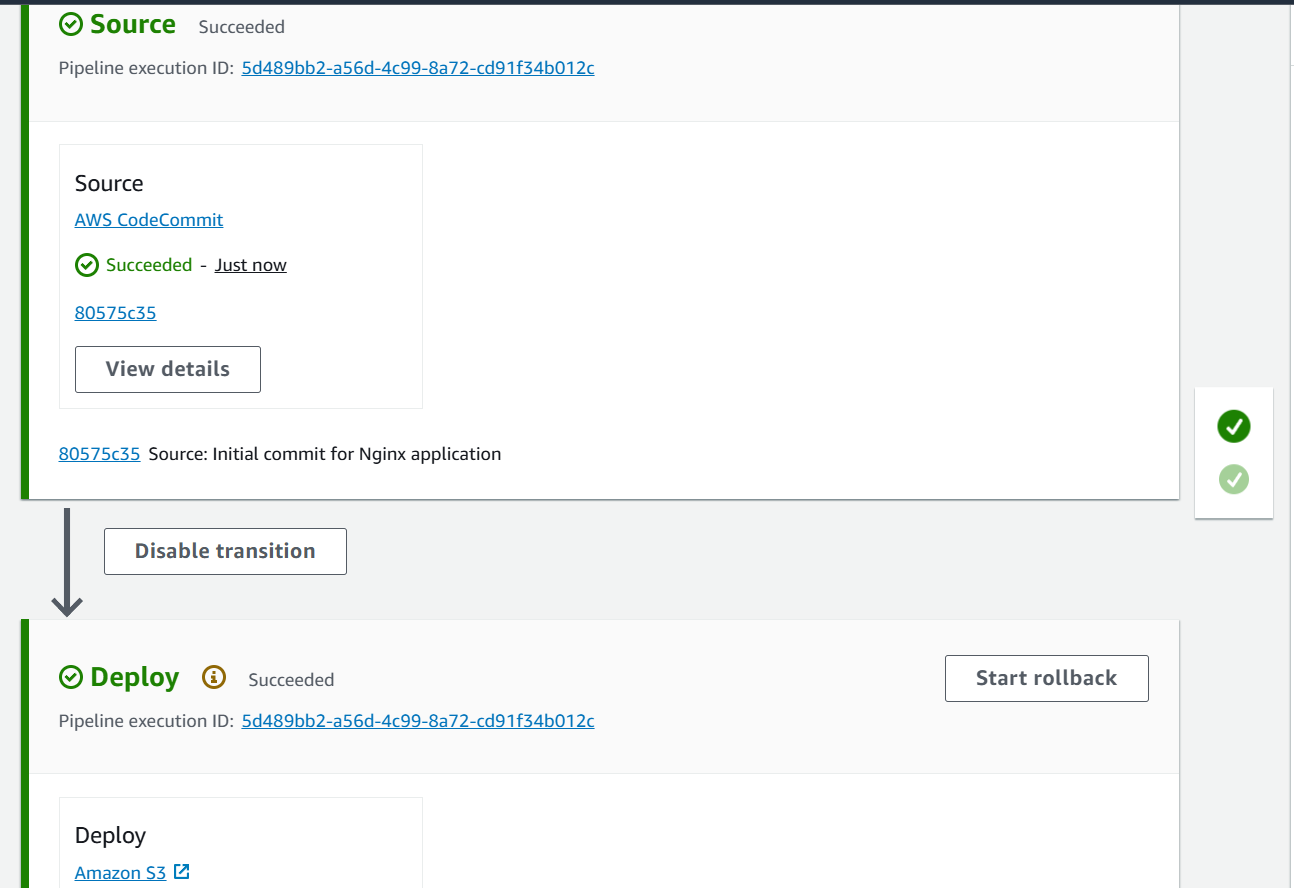 Source Succeeded
Pipeline execution ID: 5d489bb2-a56d-4c99-8a72-cd91f34b012c
Source
AWS CodeCommit
Succeeded - Just now
80575c35
View details
80575c35 Source: Initial commit for Nginx application
Disable transition
Deploy Succeeded
Start rollback
Pipeline execution ID: 5d489bb2-a56d-4c99-8a72-cd91f34b012c
Deploy
Amazon S3